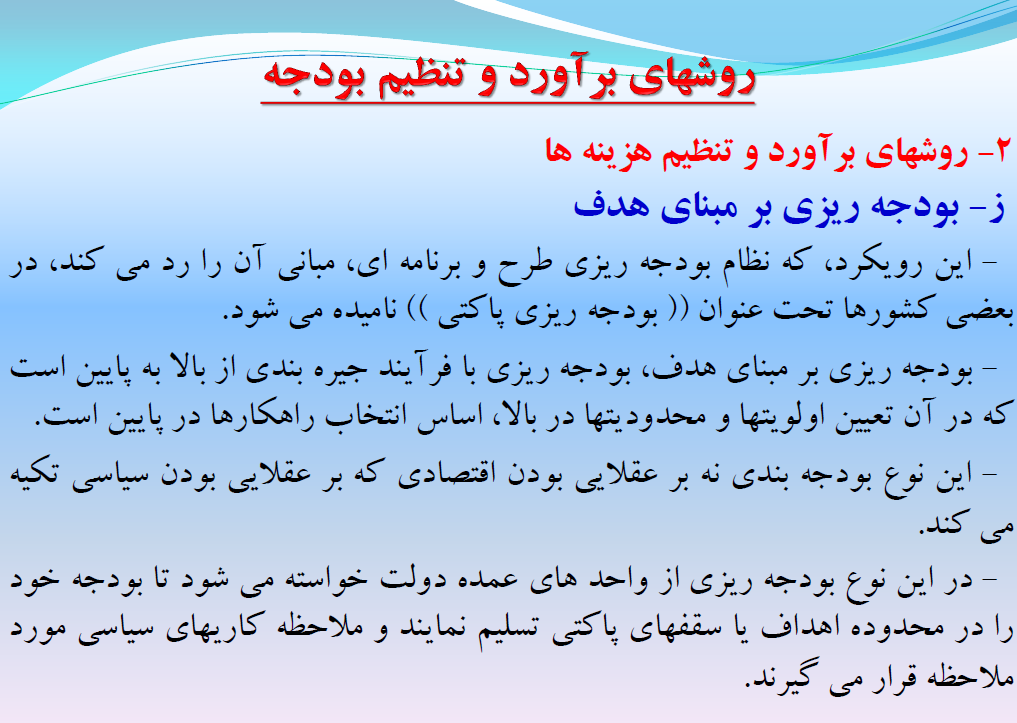 روشهای برآورد و تنظیم بودجه
۲- روشهای برآورد و تنظیم هزینه ها
ز- بودجه ریزی بر مبنای هدف
- این رویکرد، که نظام بودجه ریزی طرح و برنامه ای، مبانی آن را رد می کند، در
بعضی کشورها تحت عنوان (( بودجه ریزی پاکتی )) نامیده می شود.
- بودجه ریزی بر مبنای هدف، بودجه ریزی با فرآیند جیره بندی از بالا به پایین است
که در آن تعیین اولویتها و محدودیتها در بالا، اساس انتخاب راهکارها در پایین است.
- این نوع بودجه بندی نه بر عقلایی بودن اقتصادی که بر عقلایی بودن سیاسی تکیه
می کند.
- در این نوع بودجه ریزی از واحد های عمده دولت خواسته می شود تا بودجه خود
را در محدوده اهداف یا سقفهای پاکتی تسلیم نمایند و ملاحظه کاریهای سیاسی مورد
ملاحظه قرار می گیرند.